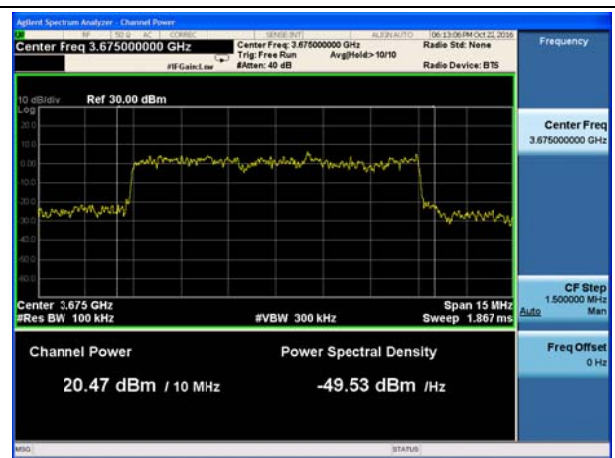 Agilent Spectrum Analyzer - Channel Power
RF 50 Ω AC CORREC SENSE:INT ALIGN AUTO 06:13:06 PM Oct 22, 2016
Center Freq 3.675000000 GHz
Center Freq: 3.675000000 GHz
Radio Std: None
Trig: Free Run Avg|Hold:>10/10
#IFGain:Low #Atten: 40 dB Radio Device: BTS
Frequency
10 dB/div Ref 30.00 dBm
Log
20.0
10.0
0.00
-10.0
-20.0
-30.0
-40.0
-50.0
-60.0
Center 3.675 GHz Span 15 MHz
#Res BW 100 kHz #VBW 300 kHz Sweep 1.867 ms
Channel Power Power Spectral Density
20.47 dBm / 10 MHz -49.53 dBm /Hz
Center Freq
3.675000000 GHz
CF Step
1.500000 MHz
Auto Man
Freq Offset
0 Hz
MSG STATUS